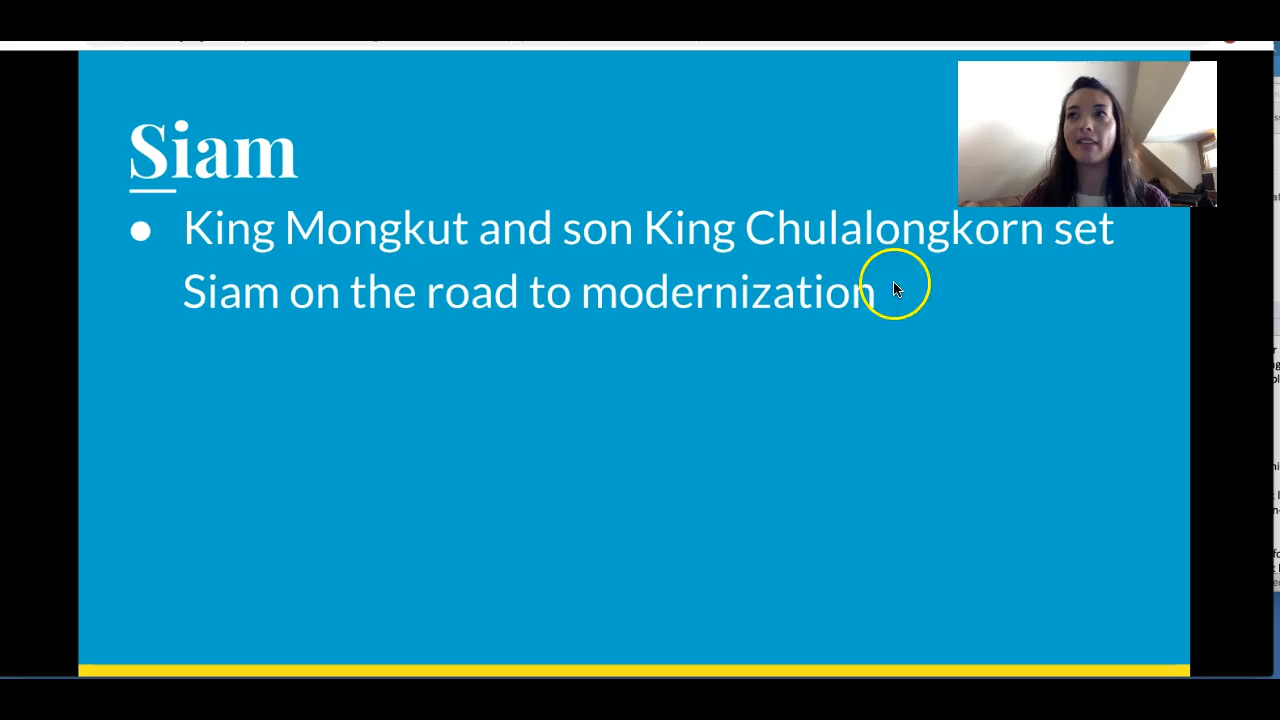 Siam
● King Mongkut and son King Chulalongkorn set
Siam on the road to modernization